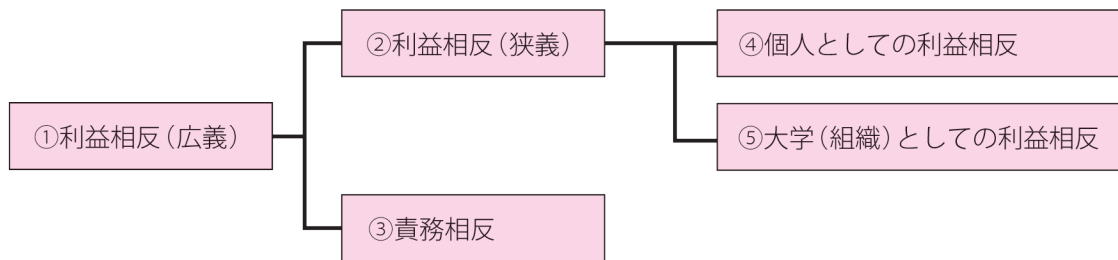 ①利益相反（広義）
②利益相反（狭義）
③責務相反
④個人としての利益相反
⑤大学（組織）としての利益相反